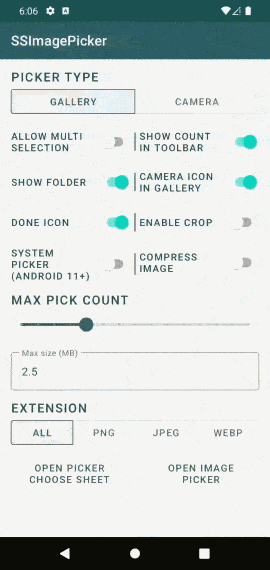 6:06
SSImagePicker
PICKER TYPE
GALLERY
CAMERA
ALLOW MULTI
SELECTION
SHOW COUNT
IN TOOLBAR
SHOW FOLDER
CAMERA ICON
IN GALLERY
DONE ICON
ENABLE CROP
SYSTEM
PICKER
(ANDROID 11+)
COMPRESS
IMAGE
MAX PICK COUNT
Max size (MB)
2.5
EXTENSION
ALL
PNG
JPEG
WEBP
OPEN PICKER
CHOOSE SHEET
OPEN IMAGE
PICKER